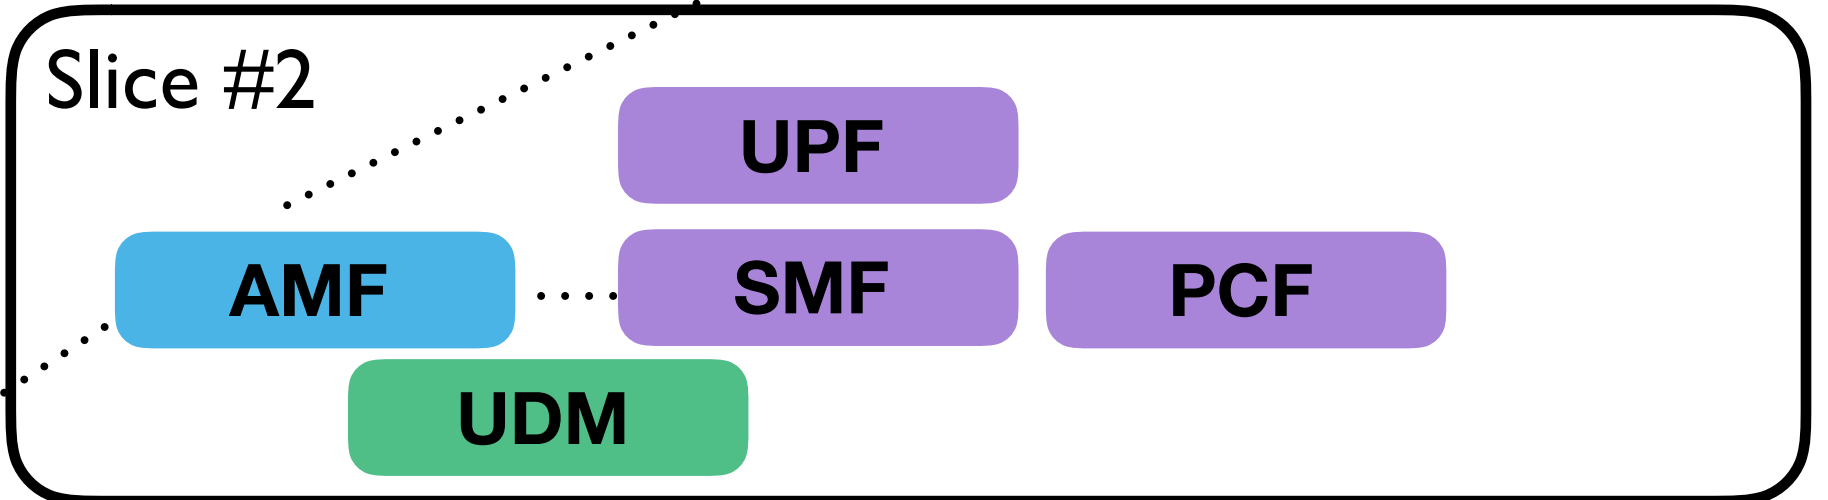 Slice #2
UPF
AMF
SMF
PCF
UDM